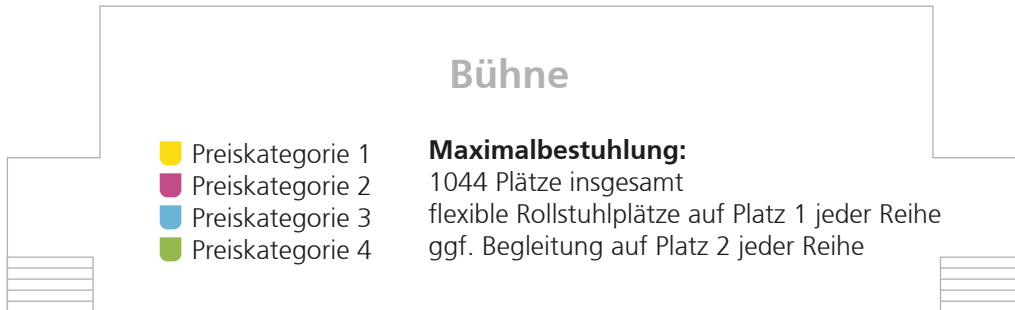 Bühne
Preiskategorie 1
Preiskategorie 2
Preiskategorie 3
Preiskategorie 4
Maximalbestuhlung:
1044 Plätze insgesamt
flexible Rollstuhlplätze auf Platz 1 jeder Reihe
ggf. Begleitung auf Platz 2 jeder Reihe